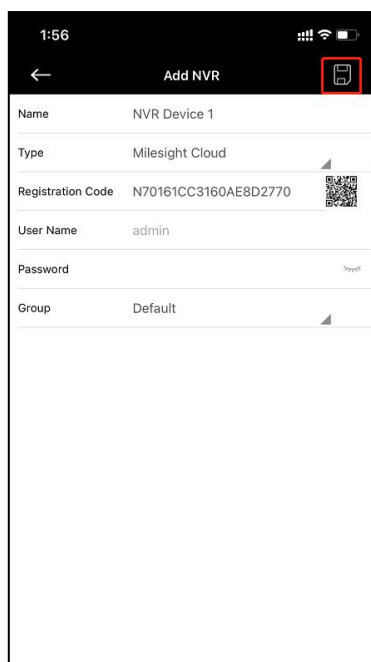 1:56
Add NVR
Name NVR Device 1
Type Milesight Cloud
Registration Code N70161CC3160AE8D2770
User Name admin
Password
Group Default